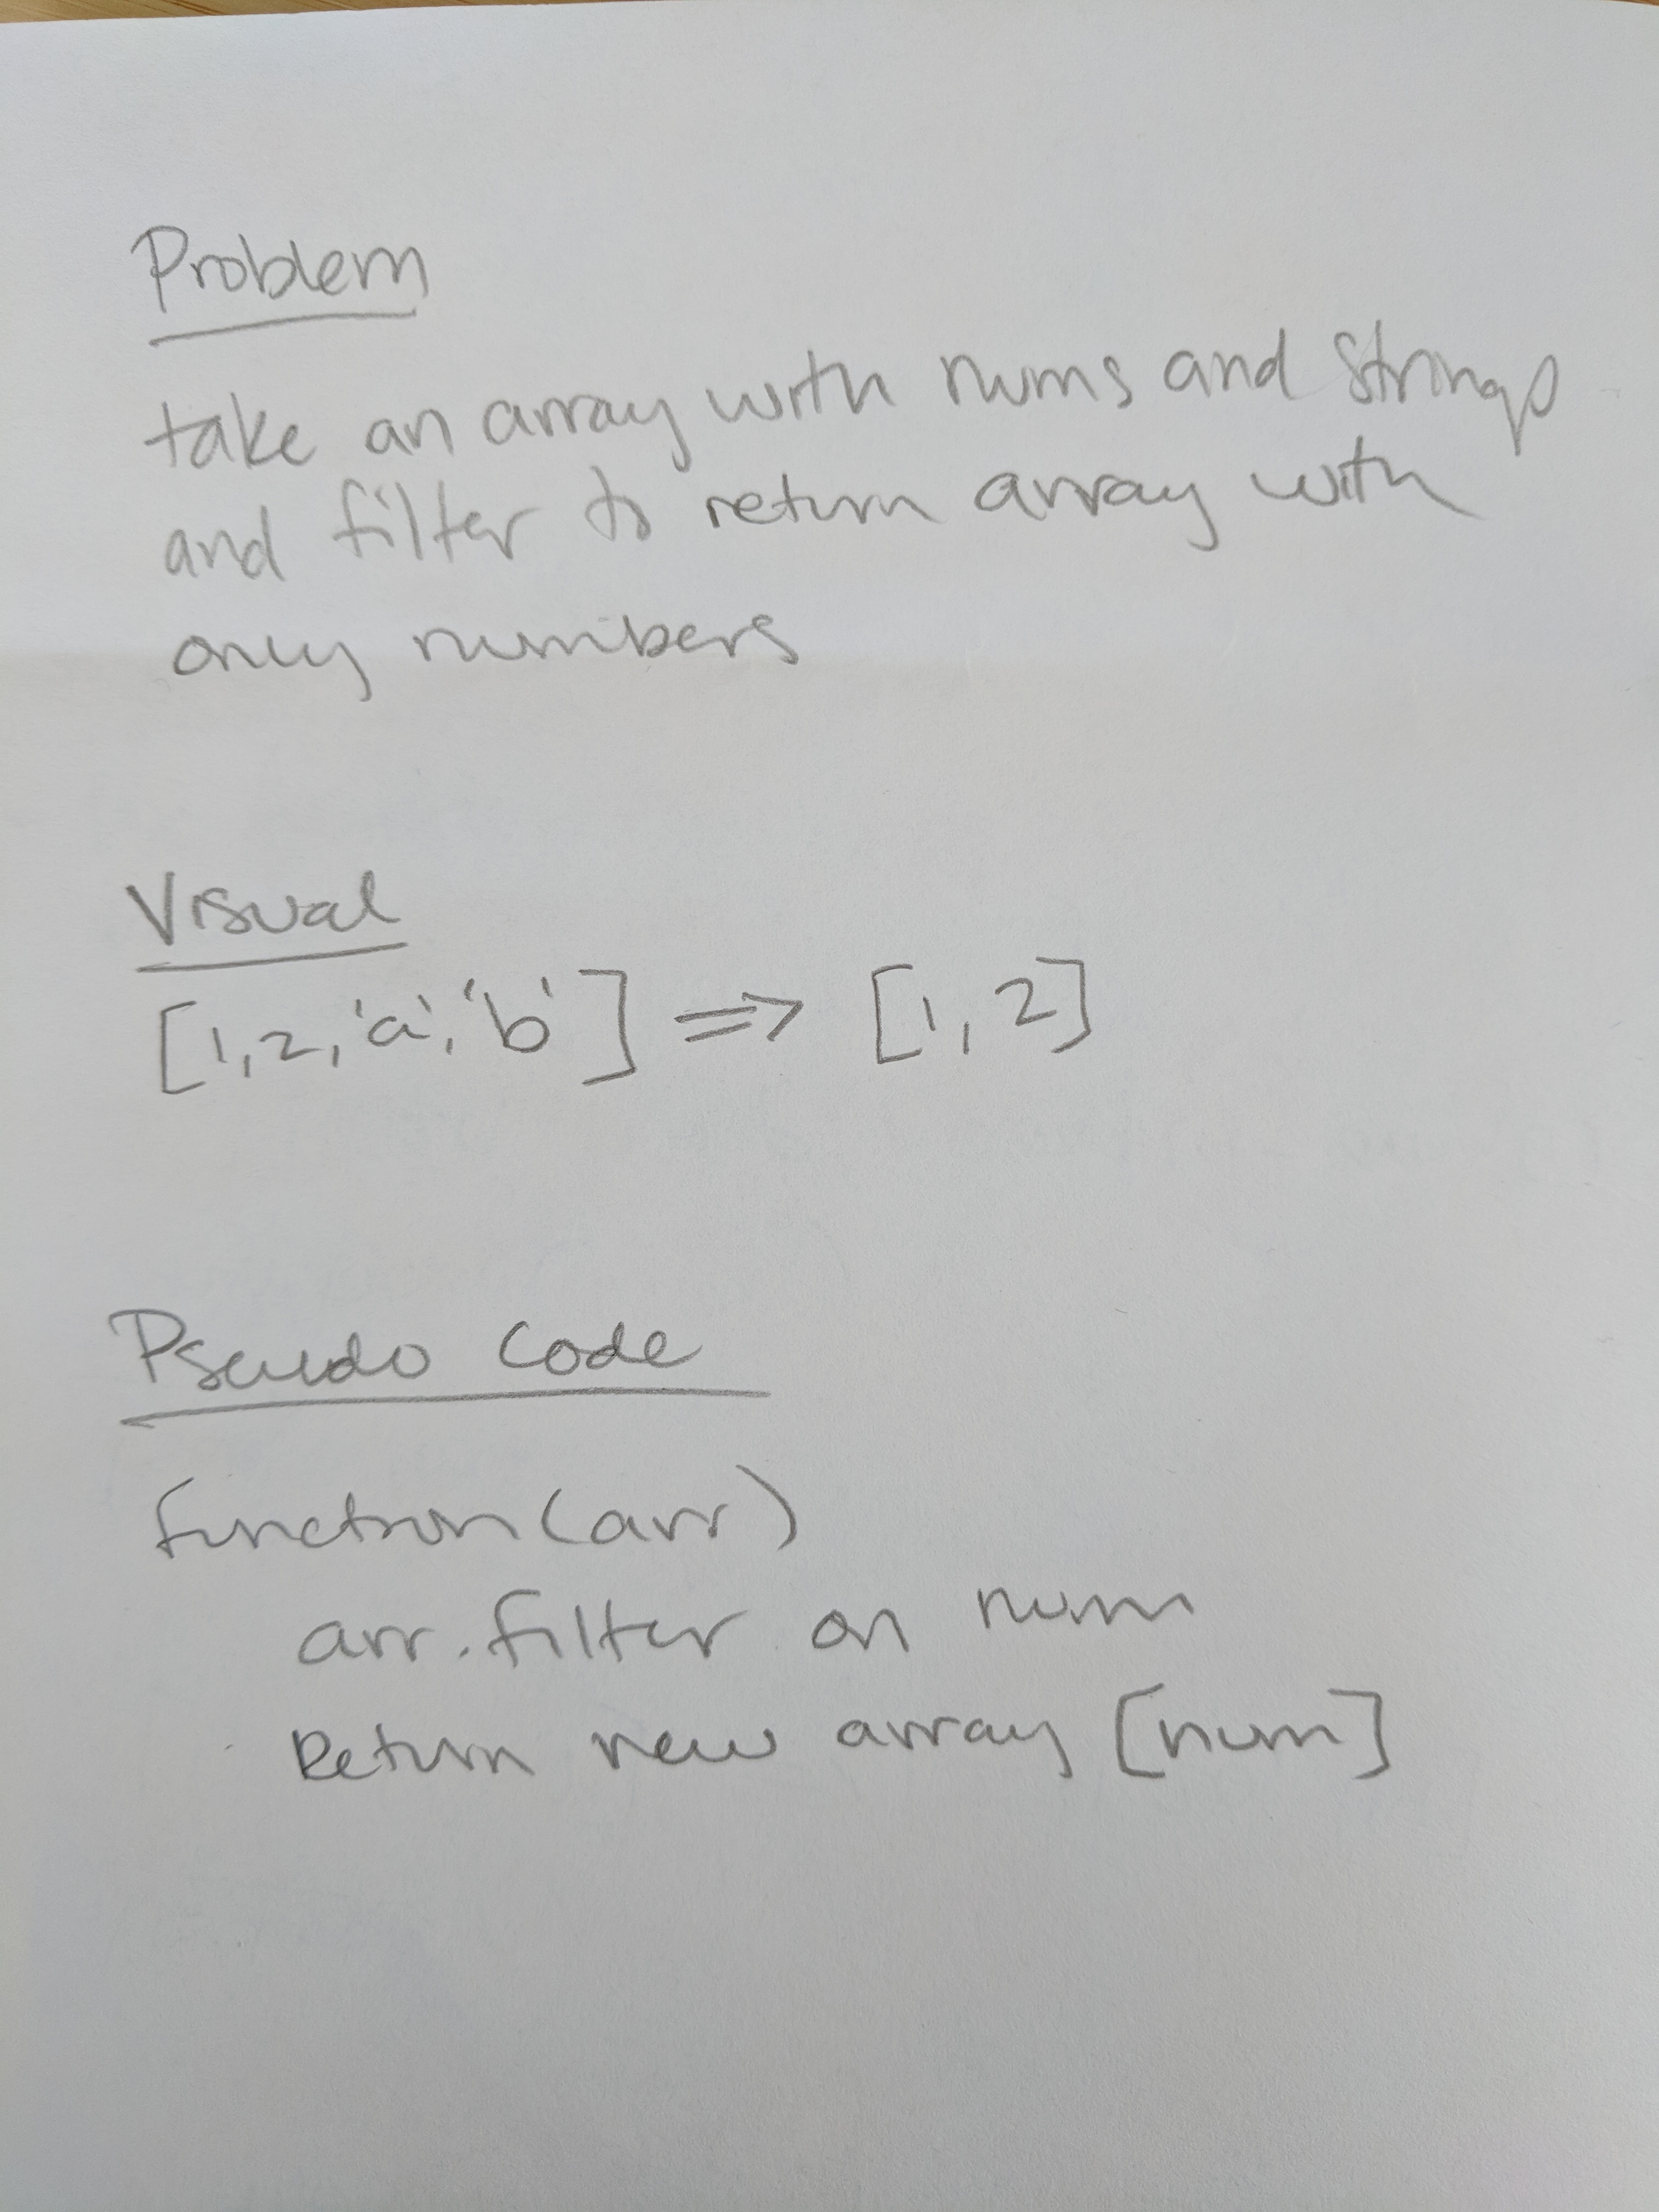 Problem
take an array with nums and strings
and filter to return array with
only numbers
Visual
[1,2,'a','b'] => [1,2]
Pseudo Code
function(arr)
arr.filter on num
Return new array [num]